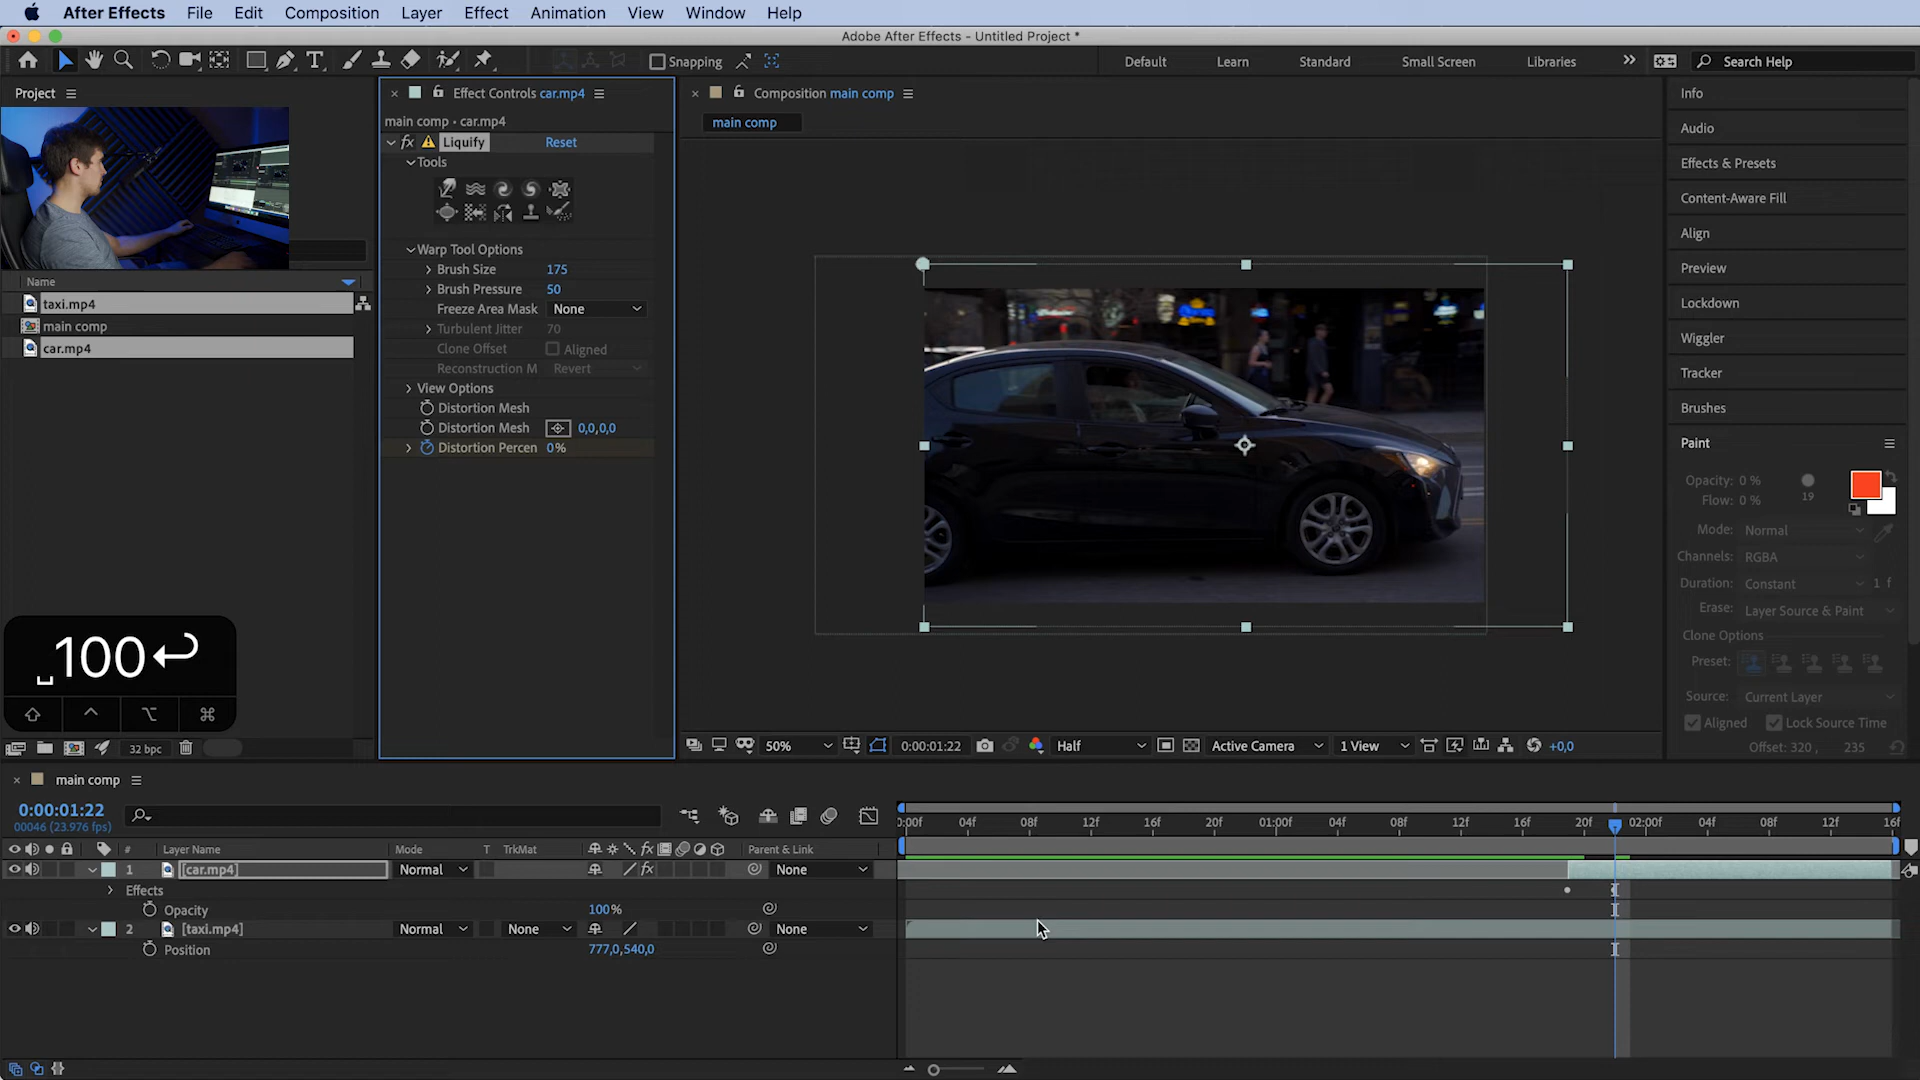 After Effects File Edit Composition Layer Effect Animation View Window Help
Adobe After Effects - Untitled Project *
Snapping
Default Learn Standard Small Screen Libraries Search Help
Project
Effect Controls car.mp4
Composition main comp
Info
main comp • car.mp4
main comp
fx Liquify Reset
Tools
Audio
Effects & Presets
Content-Aware Fill
Align
Warp Tool Options
Brush Size 175
Brush Pressure 50
Freeze Area Mask None
Turbulent Jitter 70
Clone Offset Aligned
Reconstruction M Revert
View Options
Distortion Mesh
Distortion Mesh 0,0,0,0
Distortion Percen 0%
Name
taxi.mp4
main comp
car.mp4
Preview
Lockdown
Wiggler
Tracker
Brushes
Paint
Opacity: 0 %
Flow: 0 %
19
Mode: Normal
Channels: RGBA
Duration: Constant 1 f
Erase: Layer Source & Paint
Clone Options
Preset:
Source: Current Layer
Aligned Lock Source Time
Offset: 320 , 235
␣100↩
⇧ ^ ⌥ ⌘
32 bpc
50% 0:00:01:22 Half Active Camera 1 View +0,0
main comp
0:00:01:22
00046 (23.976 fps)
0:00f 04f 08f 12f 16f 20f 01:00f 04f 08f 12f 16f 20f 02:00f 04f 08f 12f 16f
# Layer Name Mode T TrkMat fx Parent & Link
1 [car.mp4] Normal fx None
Effects
Opacity 100%
2 [taxi.mp4] Normal None None
Position 777,0,540,0